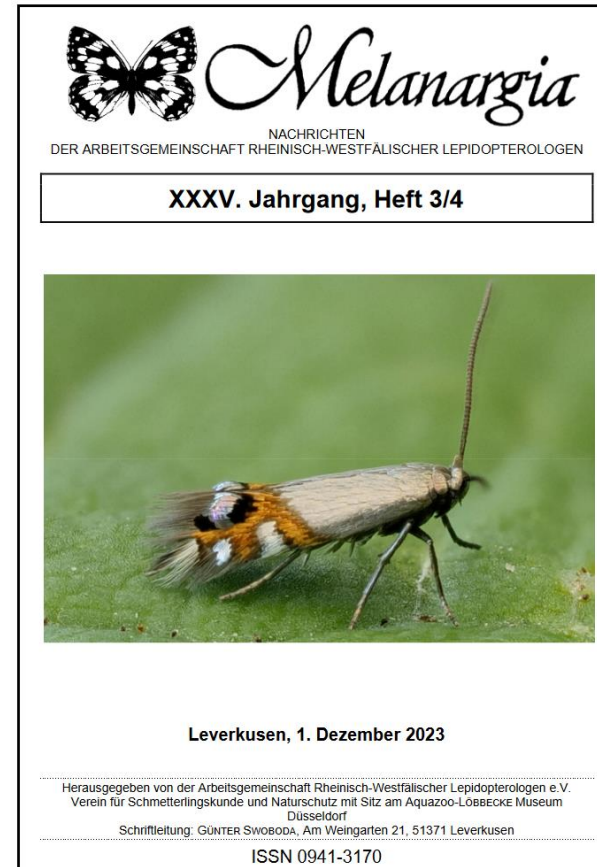 Melanargia
NACHRICHTEN
DER ARBEITSGEMEINSCHAFT RHEINISCH-WESTFÄLISCHER LEPIDOPTEROLOGEN
XXXV. Jahrgang, Heft 3/4
Leverkusen, 1. Dezember 2023
Herausgegeben von der Arbeitsgemeinschaft Rheinisch-Westfälischer Lepidopterologen e.V.
Verein für Schmetterlingskunde und Naturschutz mit Sitz am Aquazoo-LÖBBECKE Museum
Düsseldorf
Schriftleitung: GÜNTER SWOBODA, Am Weingarten 21, 51371 Leverkusen
ISSN 0941-3170